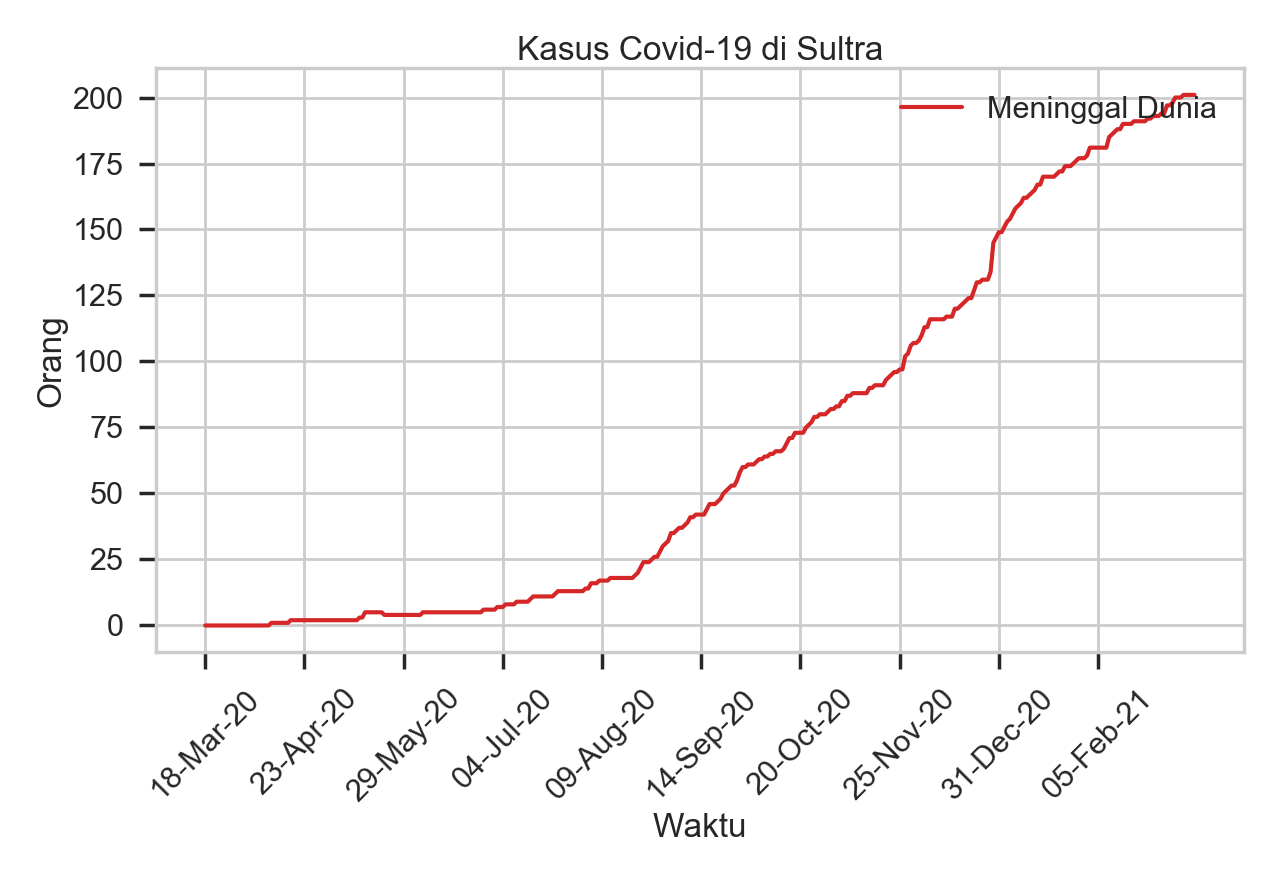 Kasus Covid-19 di Sultra
Meninggal Dunia
Orang
200
175
150
125
100
75
50
25
0
18-Mar-20
23-Apr-20
29-May-20
04-Jul-20
09-Aug-20
14-Sep-20
20-Oct-20
25-Nov-20
31-Dec-20
05-Feb-21
Waktu